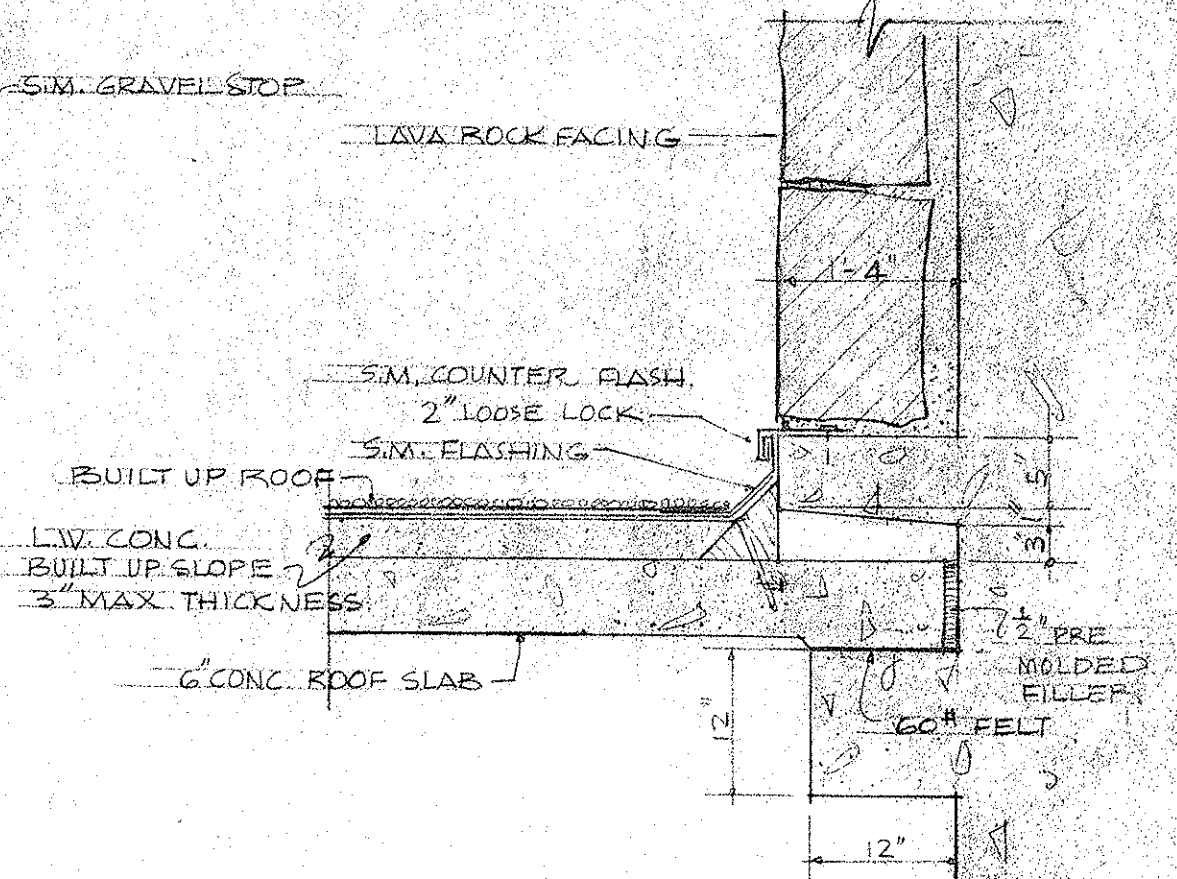 S.M. GRAVEL STOP
LAVA ROCK FACING
1'-4"
S.M. COUNTER FLASH.
2" LOOSE LOCK
S.M. FLASHING
BUILT UP ROOF
L.W. CONC.
BUILT UP SLOPE
3" MAX. THICKNESS
6" CONC. ROOF SLAB
5"
1"
3"
1/2" PRE
MOLDED
FILLER
60# FELT
12"
12"